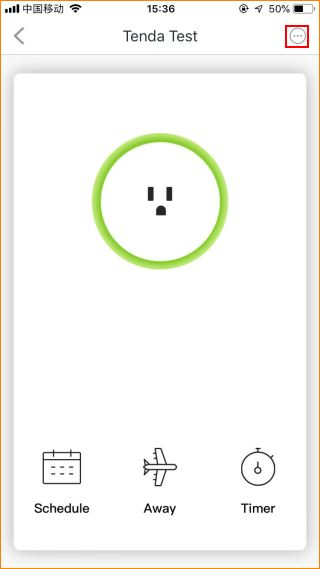 中国移动 15:36 50%
Tenda Test
Schedule Away Timer